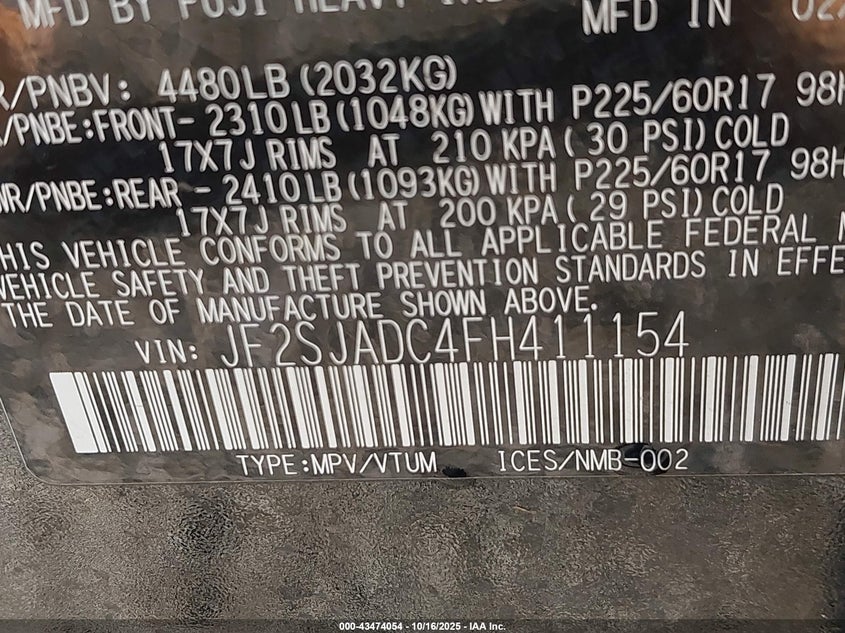 MFD BY FUJI HEAVY
MFD IN 02
R/PNBV: 4480LB (2032KG)
/PNBE:FRONT- 2310LB (1048KG) WITH P225/60R17 98H
17X7J RIMS AT 210 KPA ( 30 PSI) COLD
WR/PNBE:REAR - 2410LB (1093KG) WITH P225/60R17 98H
17X7J RIMS AT 200 KPA ( 29 PSI) COLD
HIS VEHICLE CONFORMS TO ALL APPLICABLE FEDERAL M
VEHICLE SAFETY AND THEFT PREVENTION STANDARDS IN EFFE
THE DATE OF MANUFACTURE SHOWN ABOVE.
VIN: JF2SJADC4FH411154
TYPE:MPV/VTUM ICES/NMB-002
000-43474054 - 10/16/2025 - IAA Inc.